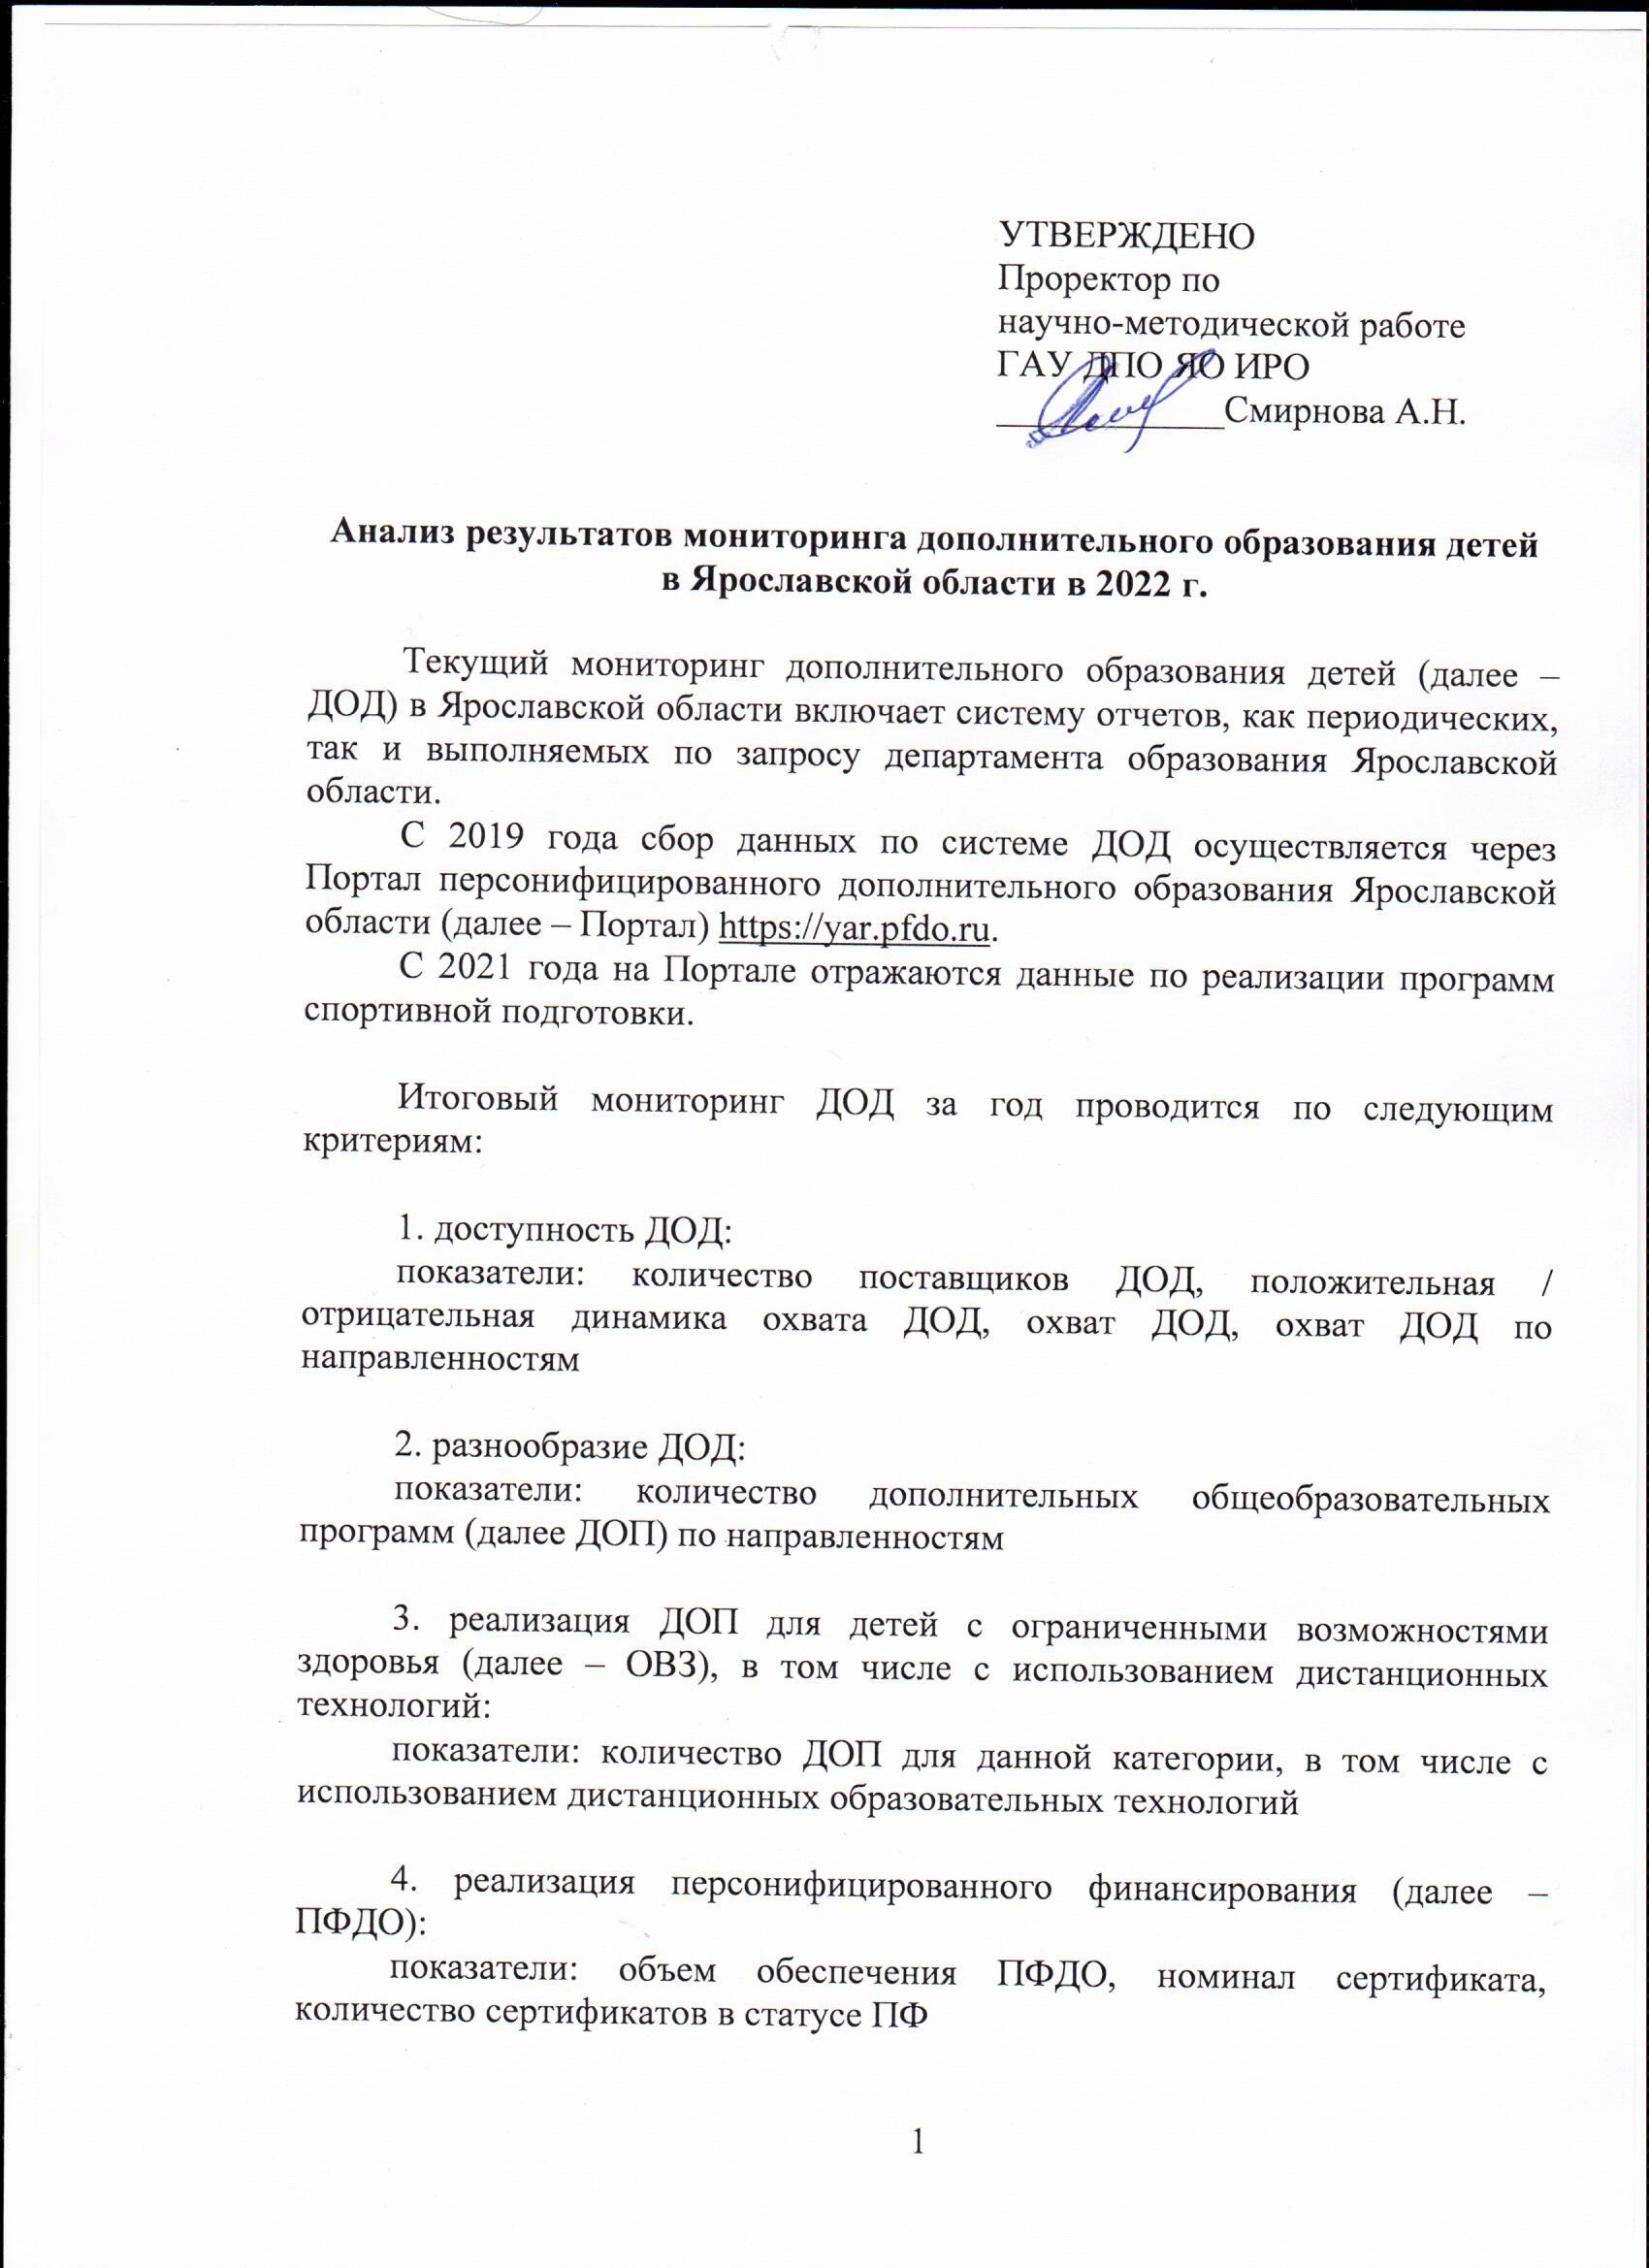 УТВЕРЖДЕНО
Проректор по
научно-методической работе
ГАУ ДПО ЯО ИРО
____________Смирнова А.Н.
Анализ результатов мониторинга дополнительного образования детей
в Ярославской области в 2022 г.
Текущий мониторинг дополнительного образования детей (далее –
ДОД) в Ярославской области включает систему отчетов, как периодических,
так и выполняемых по запросу департамента образования Ярославской
области.
С 2019 года сбор данных по системе ДОД осуществляется через
Портал персонифицированного дополнительного образования Ярославской
области (далее – Портал) https://yar.pfdo.ru.
С 2021 года на Портале отражаются данные по реализации программ
спортивной подготовки.
Итоговый мониторинг ДОД за год проводится по следующим
критериям:
1. доступность ДОД:
показатели: количество поставщиков ДОД, положительная /
отрицательная динамика охвата ДОД, охват ДОД, охват ДОД по
направленностям
2. разнообразие ДОД:
показатели: количество дополнительных общеобразовательных
программ (далее ДОП) по направленностям
3. реализация ДОП для детей с ограниченными возможностями
здоровья (далее – ОВЗ), в том числе с использованием дистанционных
технологий:
показатели: количество ДОП для данной категории, в том числе с
использованием дистанционных образовательных технологий
4. реализация персонифицированного финансирования (далее –
ПФДО):
показатели: объем обеспечения ПФДО, номинал сертификата,
количество сертификатов в статусе ПФ
1